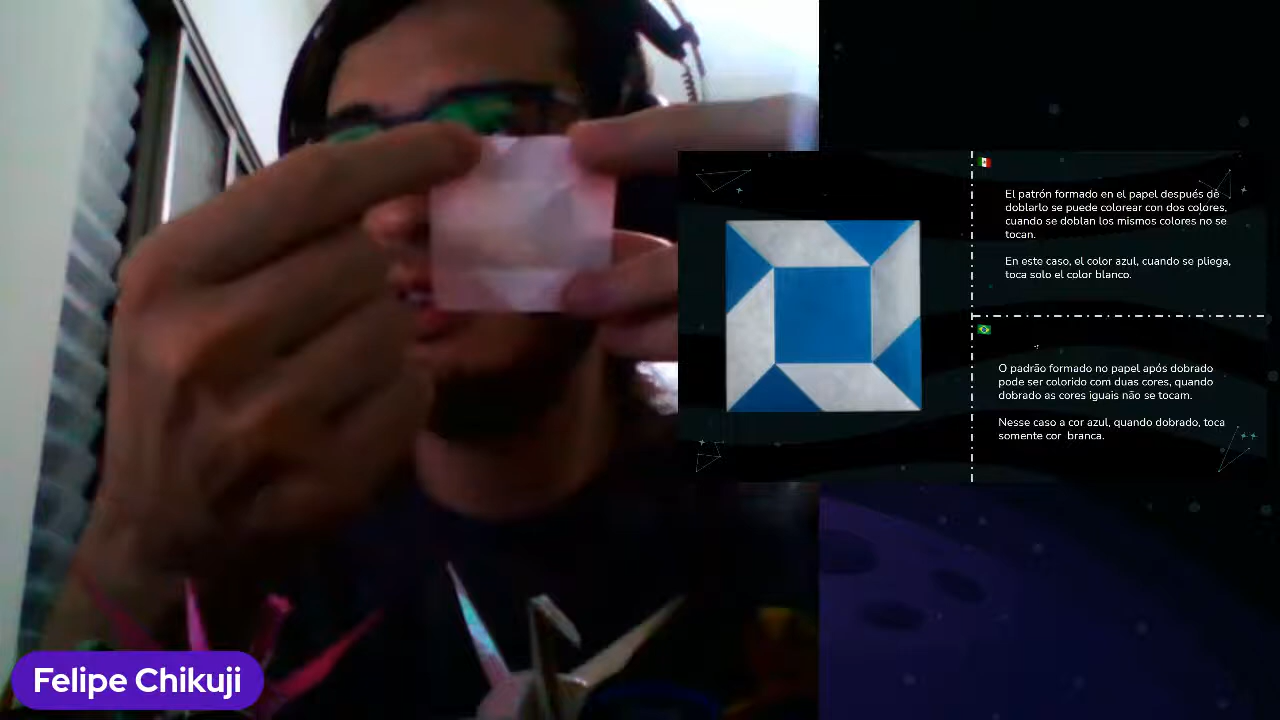 El patrón formado en el papel después de
doblarlo se puede colorear con dos colores,
cuando se doblan los mismos colores no se
tocan.
En este caso, el color azul, cuando se pliega,
toca solo el color blanco.
O padrão formado no papel após dobrado
pode ser colorido com duas cores, quando
dobrado as cores iguais não se tocam.
Nesse caso a cor azul, quando dobrado, toca
somente cor branca.
Felipe Chikuji